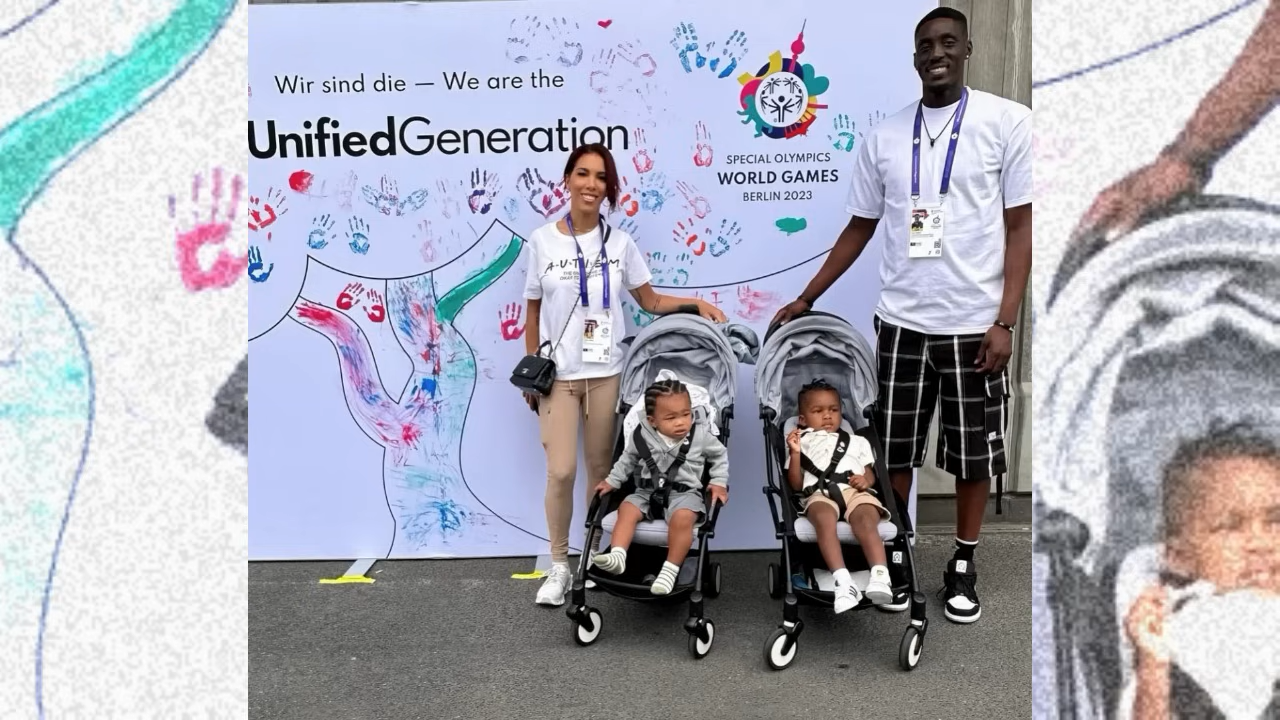 Wir sind die — We are the
UnifiedGeneration
SPECIAL OLYMPICS
WORLD GAMES
BERLIN 2023
A·U·T·I·S·M